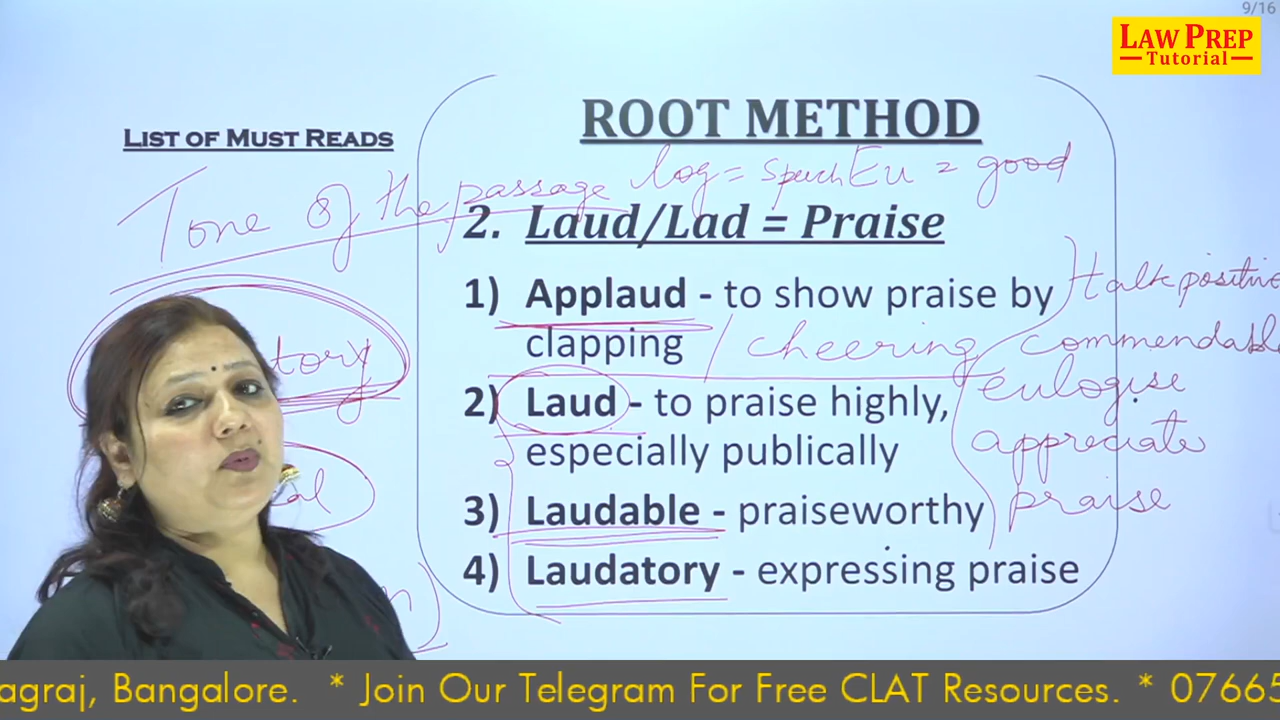 9/16
LAW PREP
Tutorial
LIST OF MUST READS
ROOT METHOD
Tone of the passage
log = speech Eu = good
2. Laud/Lad = Praise
1) Applaud - to show praise by
clapping / cheering
talk positive
commendable
2) Laud - to praise highly,
especially publically
eulogise
appreciate
praise
3) Laudable - praiseworthy
4) Laudatory - expressing praise
tory
al
agraj, Bangalore. * Join Our Telegram For Free CLAT Resources. * 07665